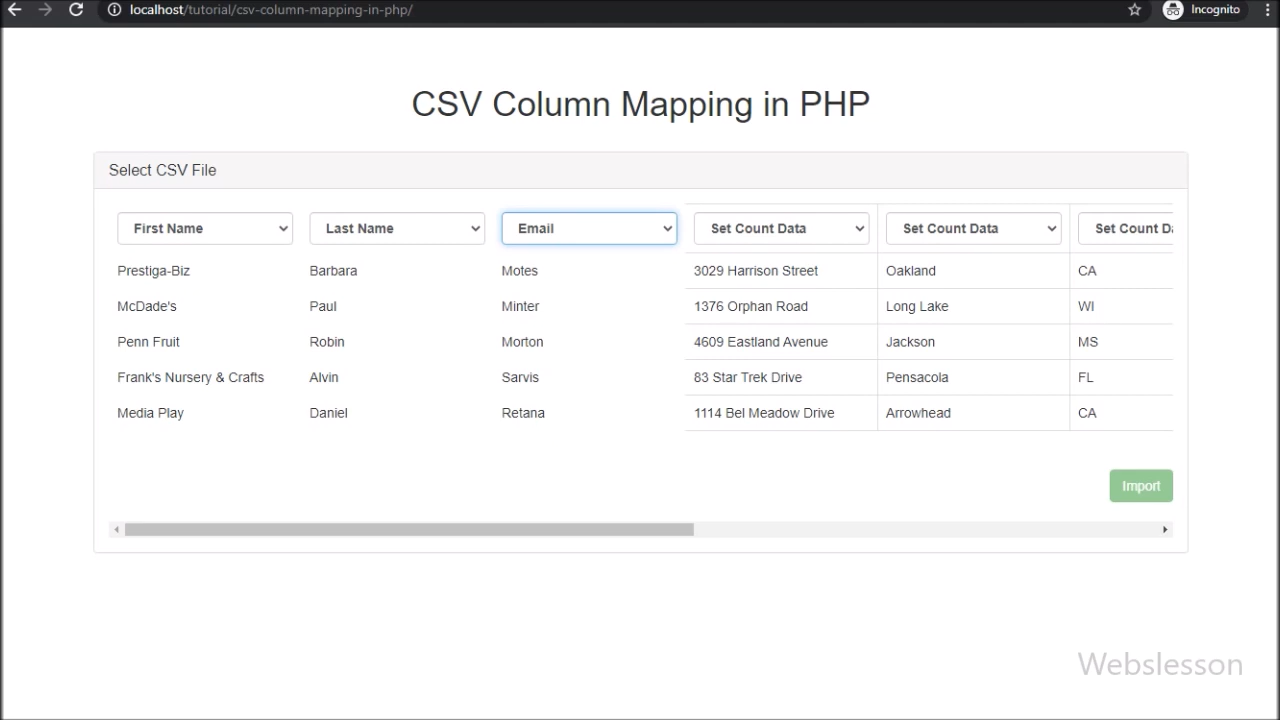 localhost/tutorial/csv-column-mapping-in-php/ Incognito
CSV Column Mapping in PHP
Select CSV File
First Name Last Name Email Set Count Data Set Count Data Set Count Da
Prestiga-Biz Barbara Motes 3029 Harrison Street Oakland CA
McDade's Paul Minter 1376 Orphan Road Long Lake WI
Penn Fruit Robin Morton 4609 Eastland Avenue Jackson MS
Frank's Nursery & Crafts Alvin Sarvis 83 Star Trek Drive Pensacola FL
Media Play Daniel Retana 1114 Bel Meadow Drive Arrowhead CA
Import
Webslesson